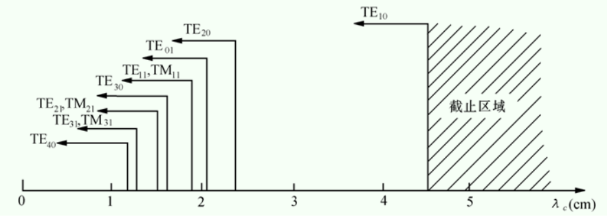 TE₁₀
TE₂₀
TE₀₁
TE₁₁,TM₁₁
TE₃₀
TE₂₁,TM₂₁
TE₃₁,TM₃₁
TE₄₀
截止区域
0 1 2 3 4 5 λc(cm)